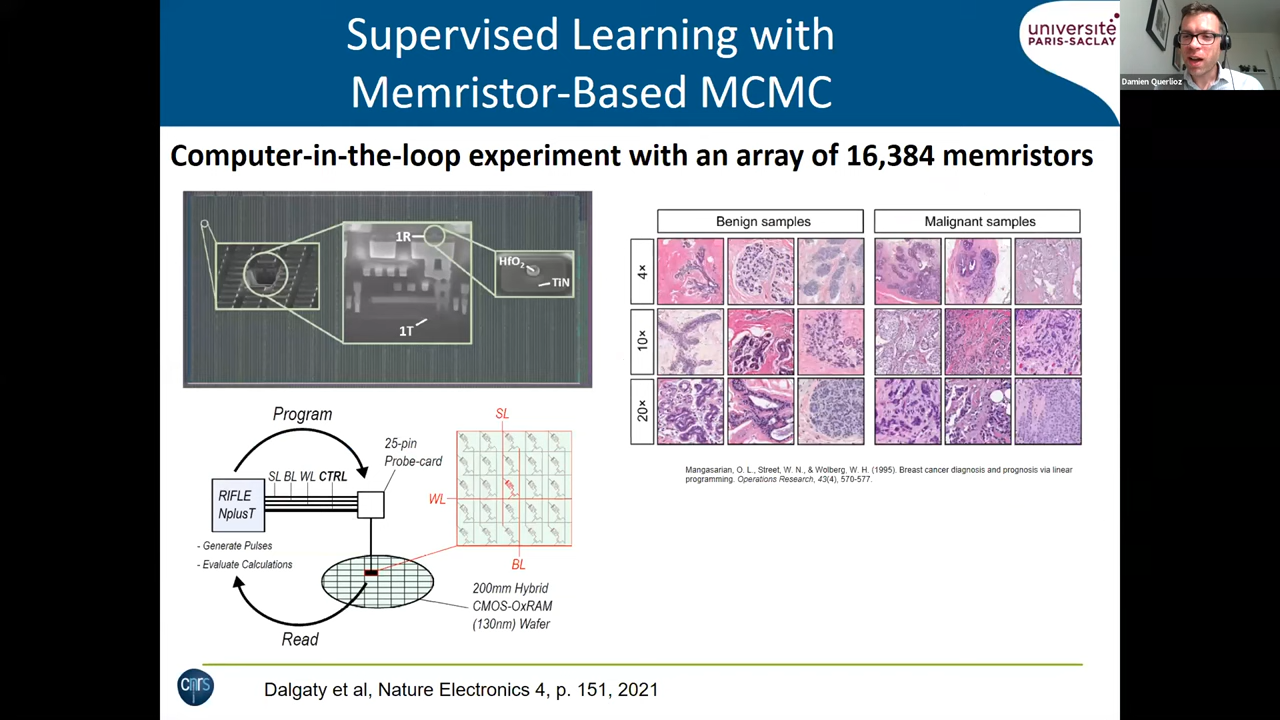 Supervised Learning with
Memristor-Based MCMC
université
PARIS-SACLAY
Damien Querlioz
Computer-in-the-loop experiment with an array of 16,384 memristors
1R
HfO2
TiN
1T
Benign samples
Malignant samples
4×
10×
20×
Mangasarian, O. L., Street, W. N., & Wolberg, W. H. (1995). Breast cancer diagnosis and prognosis via linear
programming. Operations Research, 43(4), 570-577.
Program
SL BL WL CTRL
25-pin
Probe-card
RIFLE
NplusT
- Generate Pulses
- Evaluate Calculations
Read
SL
WL
BL
200mm Hybrid
CMOS-OxRAM
(130nm) Wafer
cnrs
Dalgaty et al, Nature Electronics 4, p. 151, 2021